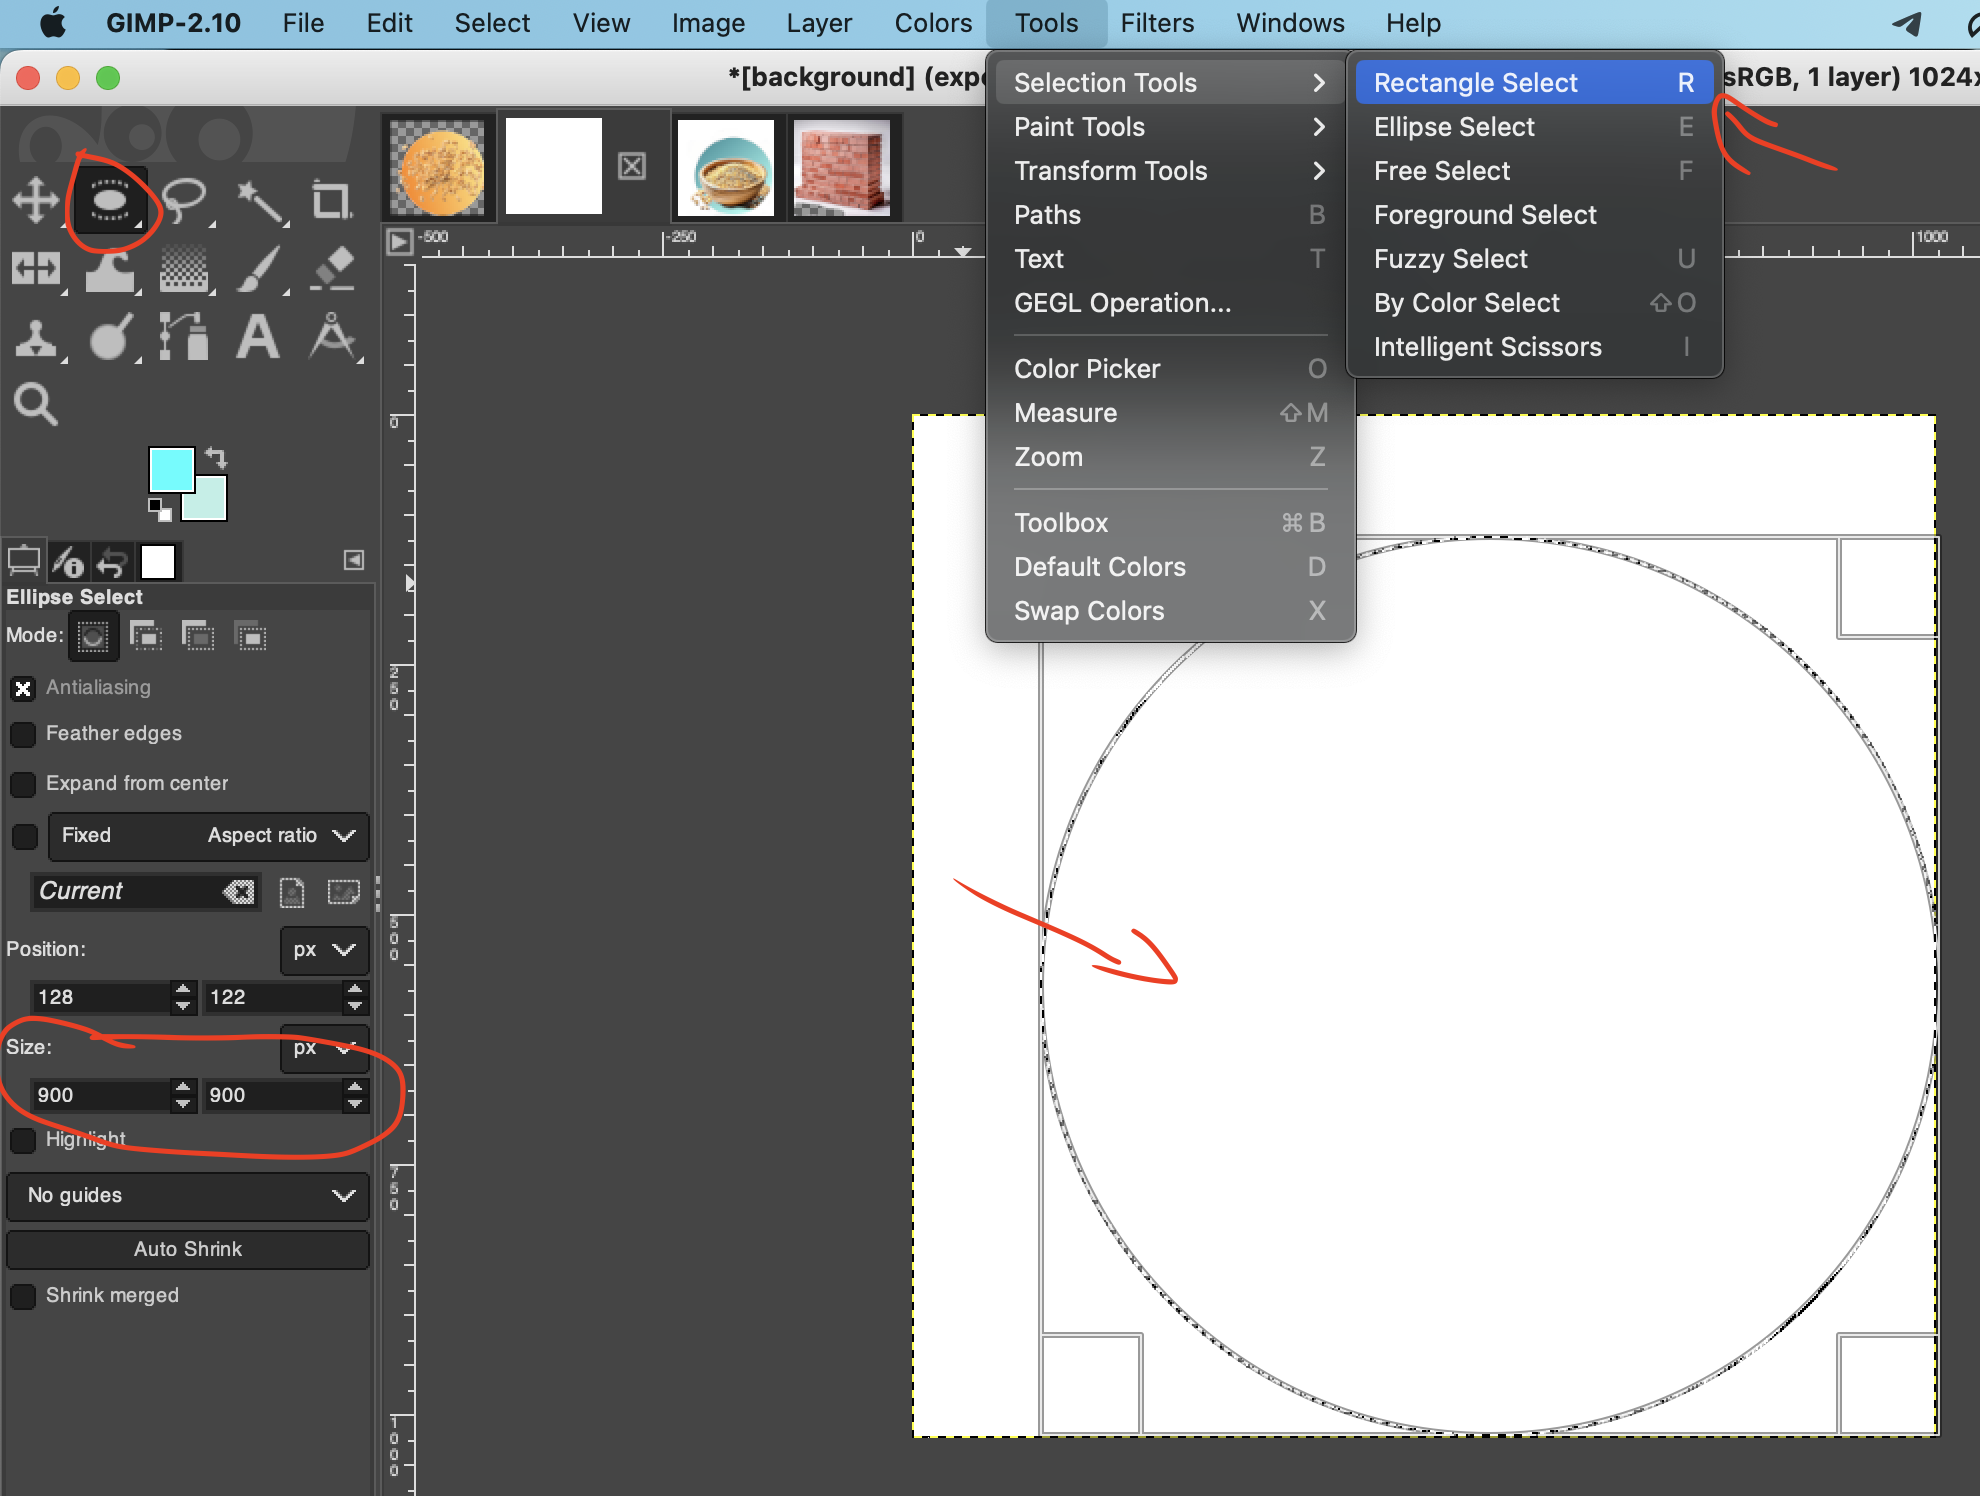 GIMP-2.10 File Edit Select View Image Layer Colors Tools Filters Windows Help
*[background] (exp
sRGB, 1 layer) 1024
Selection Tools
Paint Tools
Transform Tools
Paths B
Text T
GEGL Operation...
Color Picker O
Measure ⇧M
Zoom Z
Toolbox ⌘B
Default Colors D
Swap Colors X
Rectangle Select R
Ellipse Select E
Free Select F
Foreground Select
Fuzzy Select U
By Color Select ⇧O
Intelligent Scissors I
-500 -250 0 1000
0
250
500
750
1000
Ellipse Select
Mode:
Antialiasing
Feather edges
Expand from center
Fixed Aspect ratio
Current
Position: px
128 122
Size: px
900 900
Highlight
No guides
Auto Shrink
Shrink merged